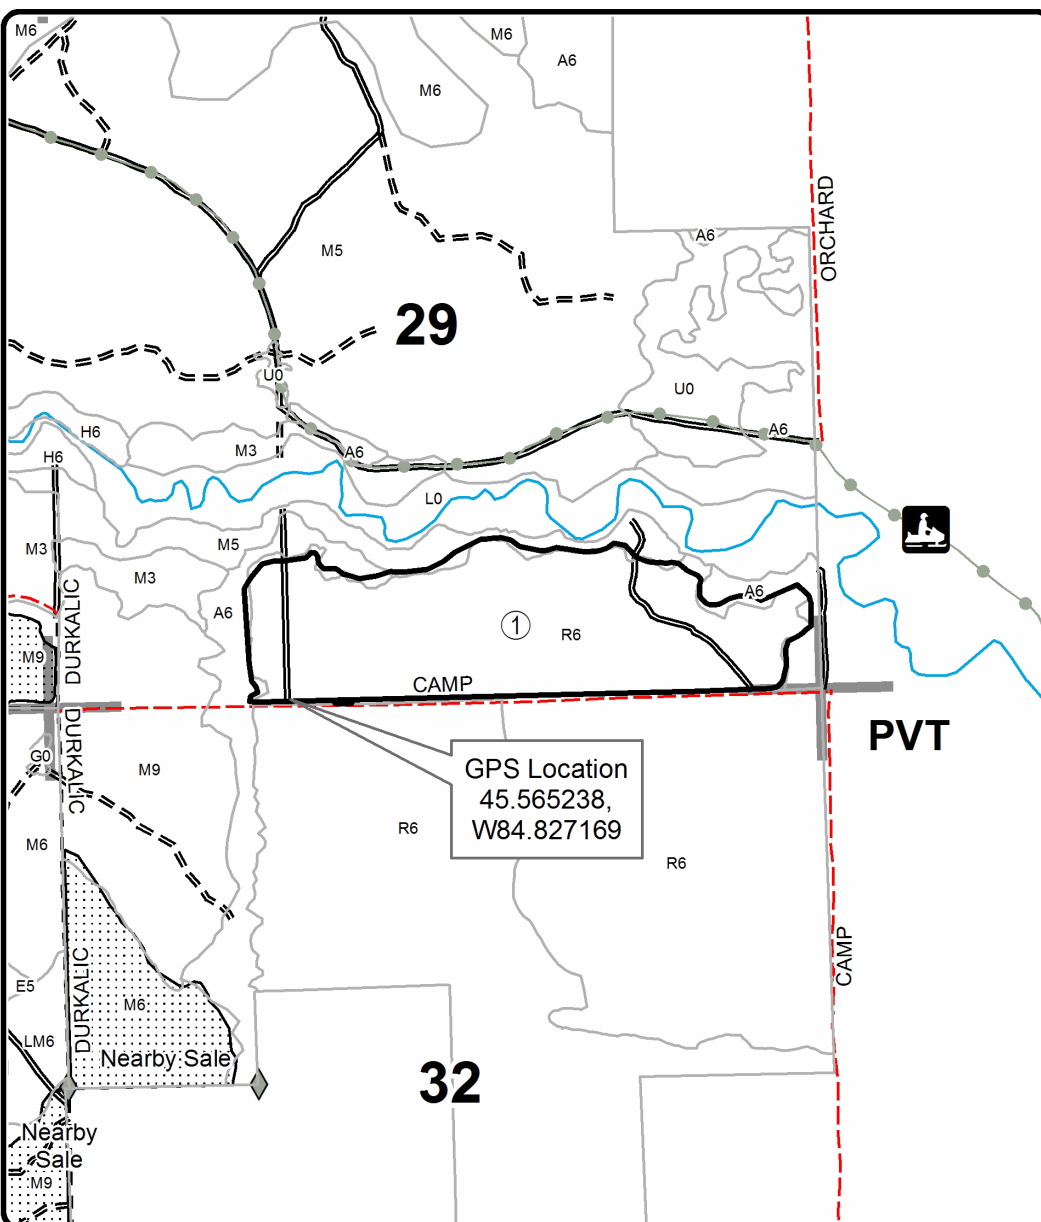 M6
M6
A6
M6
ORCHARD
A6
M5
29
U0
U0
A6
H6
M3
A6
H6
L0
M5
M3
M3
DURKALIC
A6
A6
1
R6
M9
CAMP
DURKALIC
PVT
G0
M9
GPS Location
45.565238,
W84.827169
R6
M6
R6
DURKALIC
CAMP
E5
M6
LM6
Nearby Sale
32
Nearby
Sale
M9